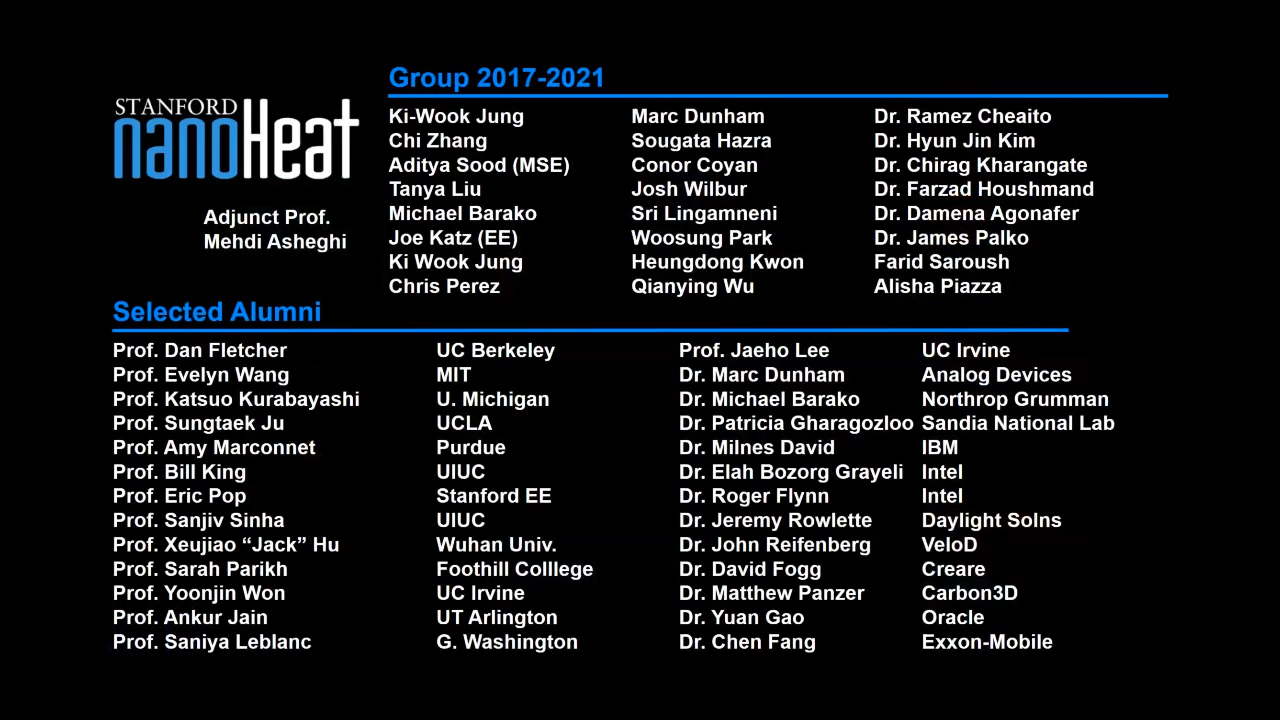 Group 2017-2021
STANFORD
nanoHeat
Adjunct Prof.
Mehdi Asheghi
Ki-Wook Jung Marc Dunham Dr. Ramez Cheaito
Chi Zhang Sougata Hazra Dr. Hyun Jin Kim
Aditya Sood (MSE) Conor Coyan Dr. Chirag Kharangate
Tanya Liu Josh Wilbur Dr. Farzad Houshmand
Michael Barako Sri Lingamneni Dr. Damena Agonafer
Joe Katz (EE) Woosung Park Dr. James Palko
Ki Wook Jung Heungdong Kwon Farid Saroush
Chris Perez Qianying Wu Alisha Piazza
Selected Alumni
Prof. Dan Fletcher UC Berkeley Prof. Jaeho Lee UC Irvine
Prof. Evelyn Wang MIT Dr. Marc Dunham Analog Devices
Prof. Katsuo Kurabayashi U. Michigan Dr. Michael Barako Northrop Grumman
Prof. Sungtaek Ju UCLA Dr. Patricia Gharagozloo Sandia National Lab
Prof. Amy Marconnet Purdue Dr. Milnes David IBM
Prof. Bill King UIUC Dr. Elah Bozorg Grayeli Intel
Prof. Eric Pop Stanford EE Dr. Roger Flynn Intel
Prof. Sanjiv Sinha UIUC Dr. Jeremy Rowlette Daylight Solns
Prof. Xeujiao “Jack” Hu Wuhan Univ. Dr. John Reifenberg VeloD
Prof. Sarah Parikh Foothill Colllege Dr. David Fogg Creare
Prof. Yoonjin Won UC Irvine Dr. Matthew Panzer Carbon3D
Prof. Ankur Jain UT Arlington Dr. Yuan Gao Oracle
Prof. Saniya Leblanc G. Washington Dr. Chen Fang Exxon-Mobile